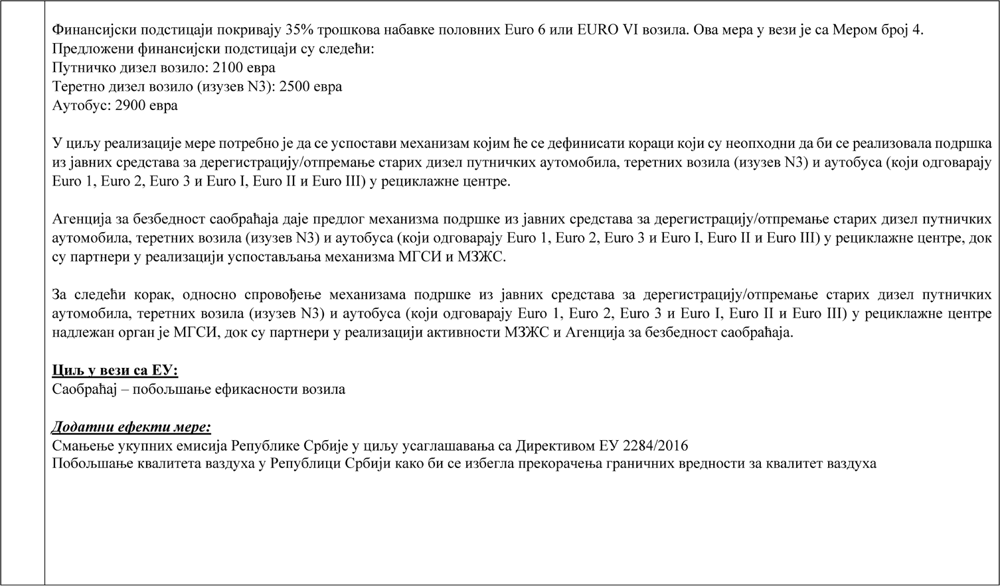 Финансијски подстицаји покривају 35% трошкова набавке половних Euro 6 или EURO VI возила. Ова мера у вези је са Мером број 4.
Предложени финансијски подстицаји су следећи:
Путничко дизел возило: 2100 евра
Теретно дизел возило (изузев N3): 2500 евра
Аутобус: 2900 евра
У циљу реализације мере потребно је да се успостави механизам којим ће се дефинисати кораци који су неопходни да би се реализовала подршка
из јавних средстава за дерегистрацију/отпремање старих дизел путничких аутомобила, теретних возила (изузев N3) и аутобуса (који одговарају
Euro 1, Euro 2, Euro 3 и Euro I, Euro II и Euro III) у рециклажне центре.
Агенција за безбедност саобраћаја даје предлог механизма подршке из јавних средстава за дерегистрацију/отпремање старих дизел путничких
аутомобила, теретних возила (изузев N3) и аутобуса (који одговарају Euro 1, Euro 2, Euro 3 и Euro I, Euro II и Euro III) у рециклажне центре, док
су партнери у реализацији успостављања механизма МГСИ и МЗЖС.
За следећи корак, односно спровођење механизама подршке из јавних средстава за дерегистрацију/отпремање старих дизел путничких
аутомобила, теретних возила (изузев N3) и аутобуса (који одговарају Euro 1, Euro 2, Euro 3 и Euro I, Euro II и Euro III) у рециклажне центре
надлежан орган је МГСИ, док су партнери у реализацији активности МЗЖС и Агенција за безбедност саобраћаја.
Циљ у вези са ЕУ:
Саобраћај – побољшање ефикасности возила
Додатни ефекти мере:
Смањење укупних емисија Републике Србије у циљу усаглашавања са Директивом ЕУ 2284/2016
Побољшање квалитета ваздуха у Републици Србији како би се избегла прекорачења граничних вредности за квалитет ваздуха